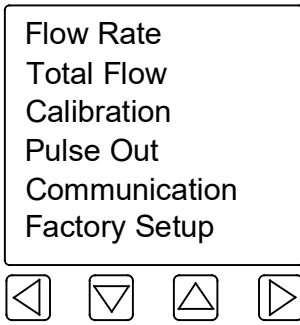 Flow Rate
Total Flow
Calibration
Pulse Out
Communication
Factory Setup